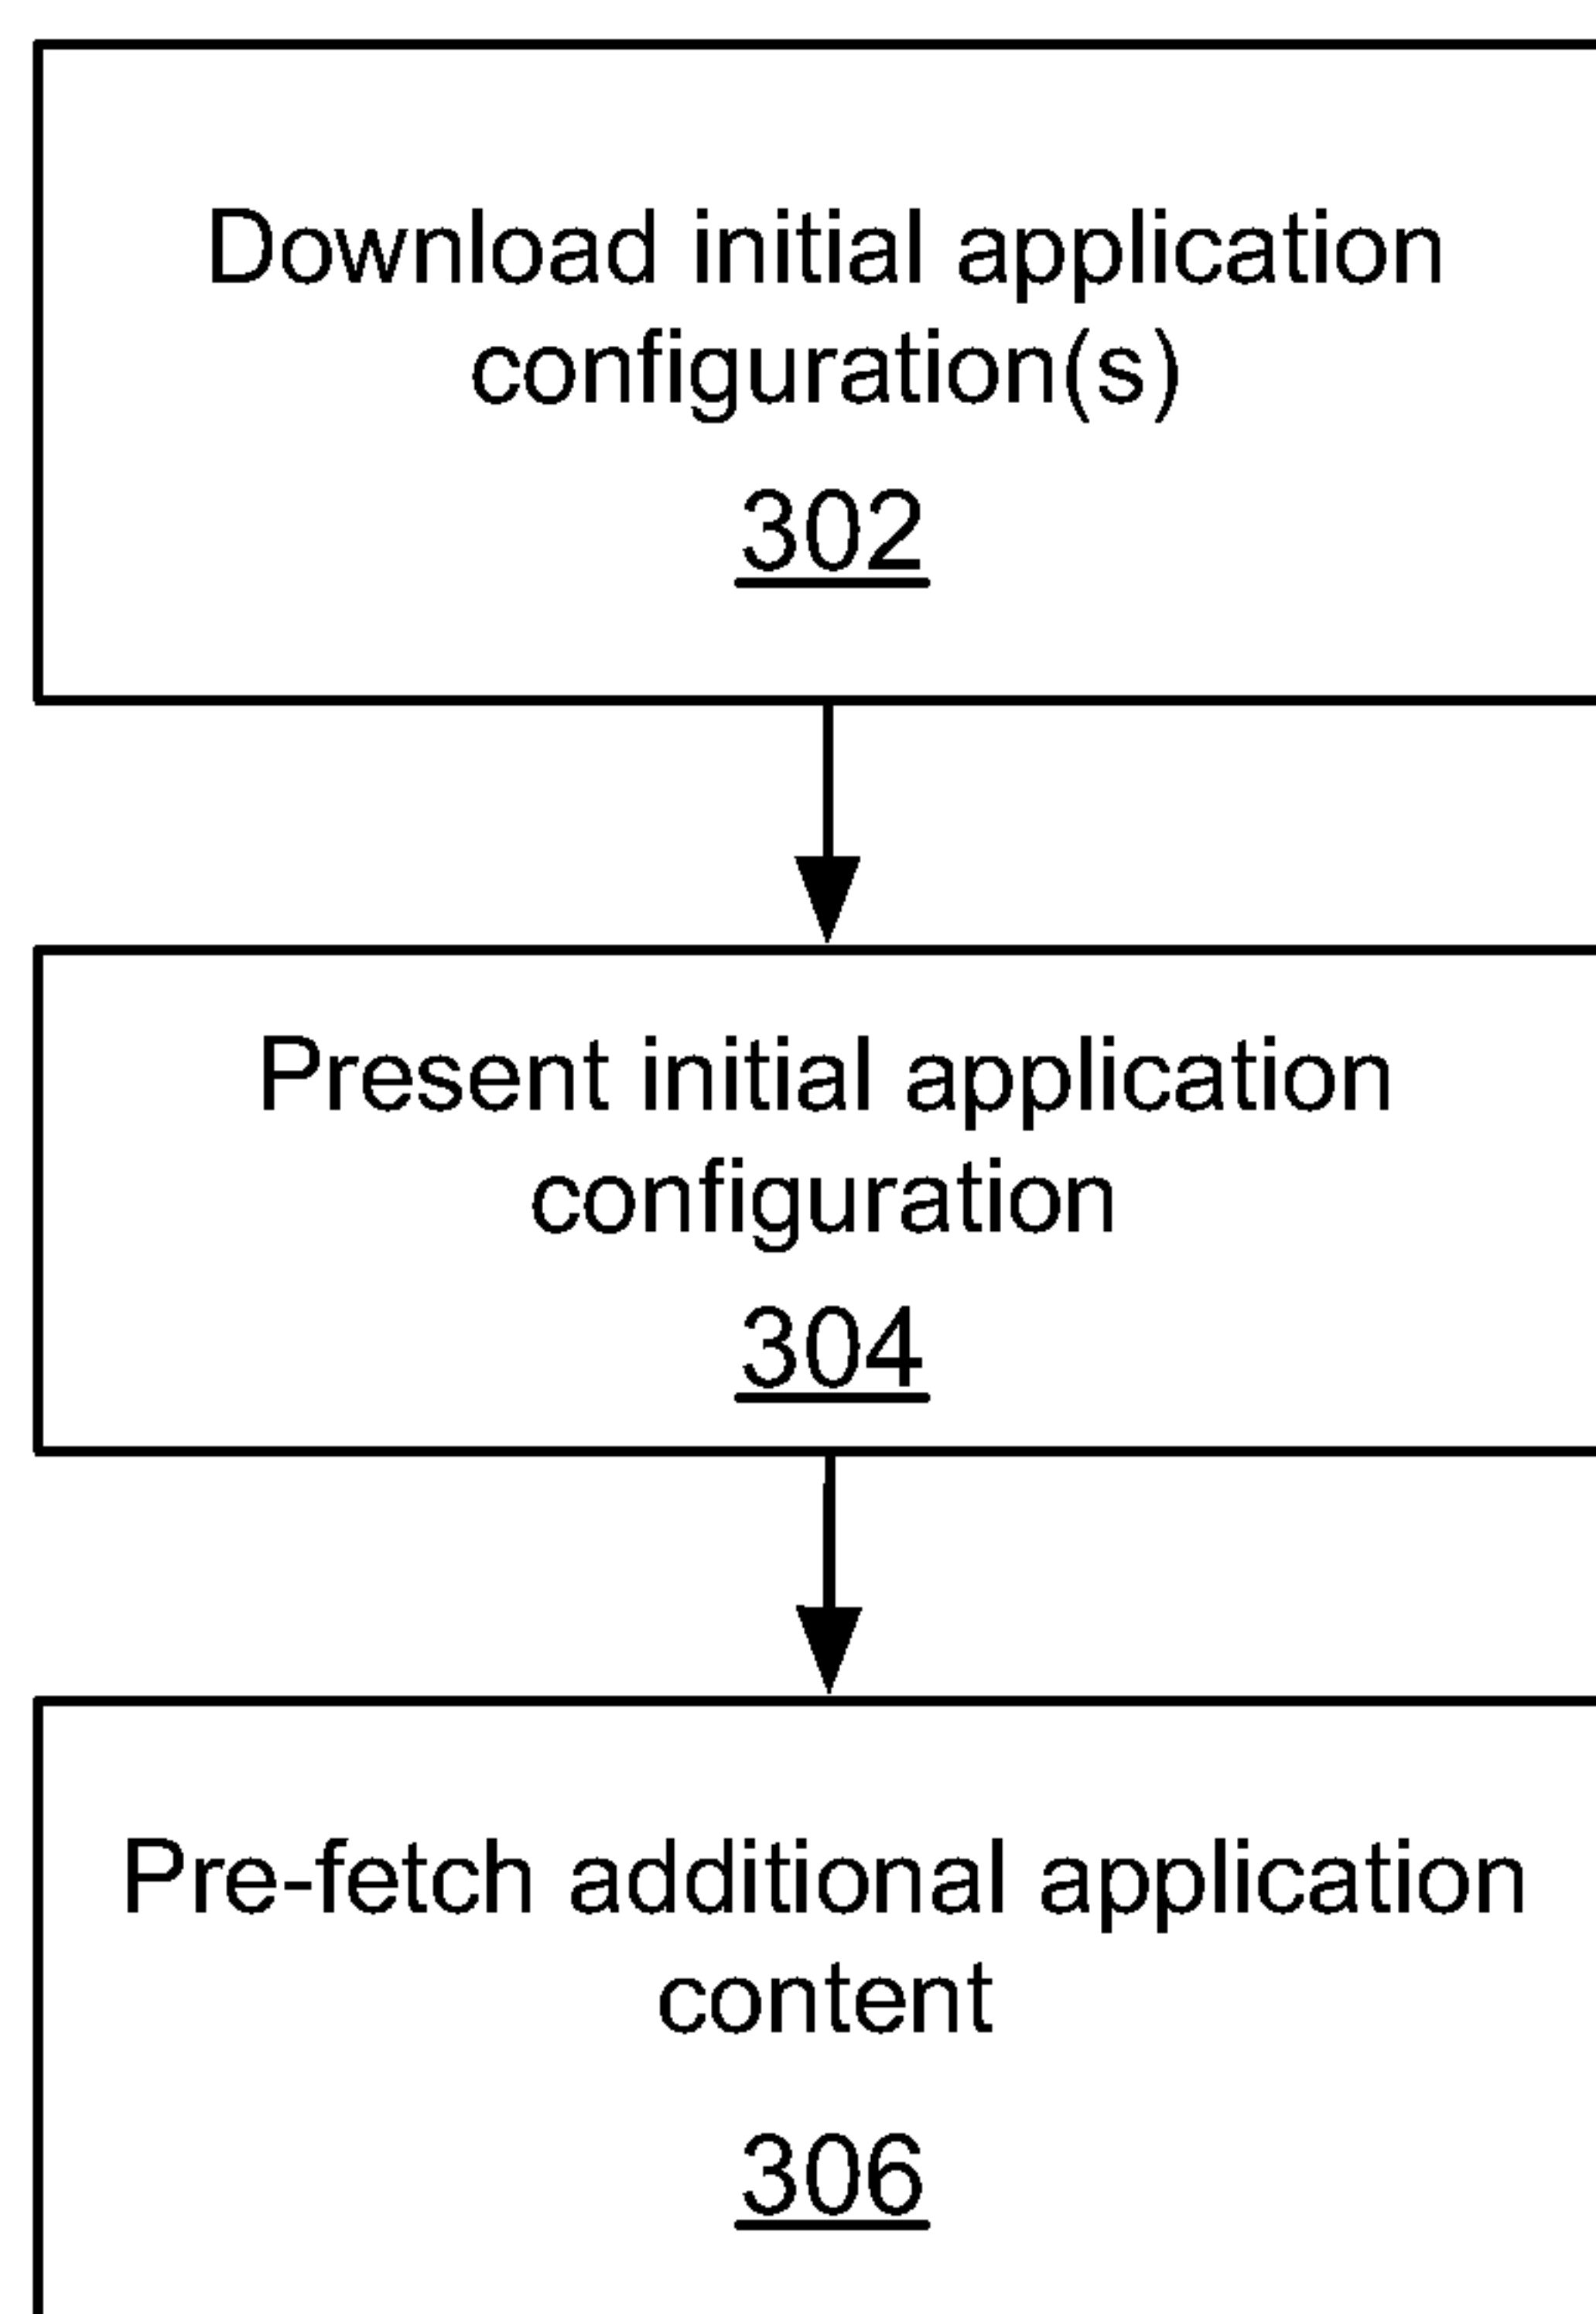 Download initial application
configuration(s)
302
Present initial application
configuration
304
Pre-fetch additional application
content
306